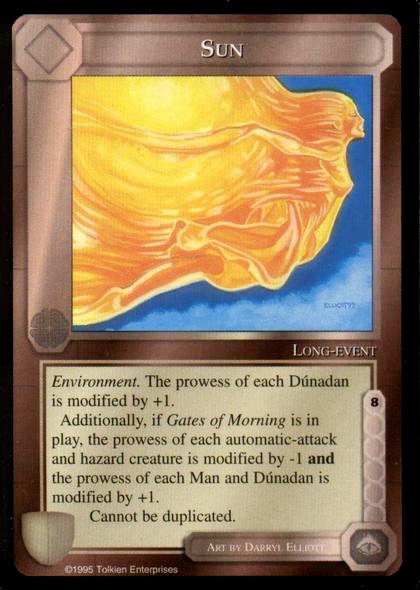 SUN
ELLIOTT95
LONG-EVENT
Environment. The prowess of each Dúnadan
is modified by +1.
Additionally, if Gates of Morning is in
play, the prowess of each automatic-attack
and hazard creature is modified by -1 and
the prowess of each Man and Dúnadan is
modified by +1.
Cannot be duplicated.
8
ART BY DARRYL ELLIOTT
©1995 Tolkien Enterprises